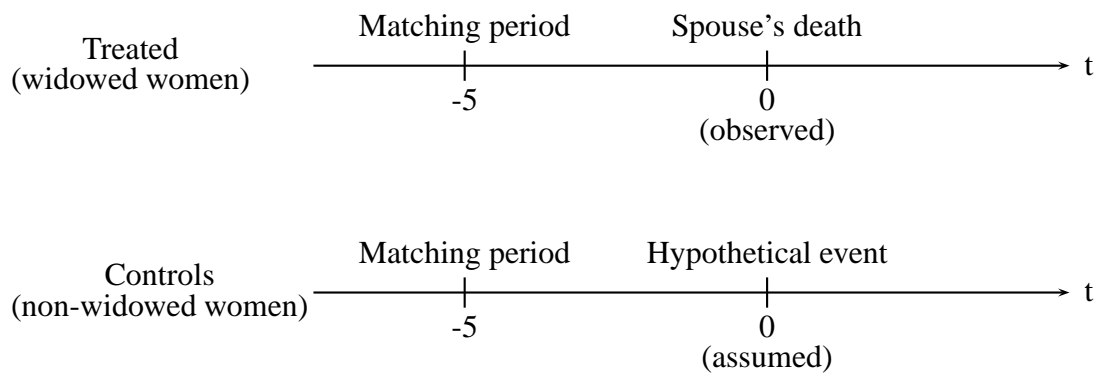 Matching period
Spouse's death
Treated
(widowed women)
t
-5
0
(observed)
Matching period
Hypothetical event
Controls
(non-widowed women)
t
-5
0
(assumed)